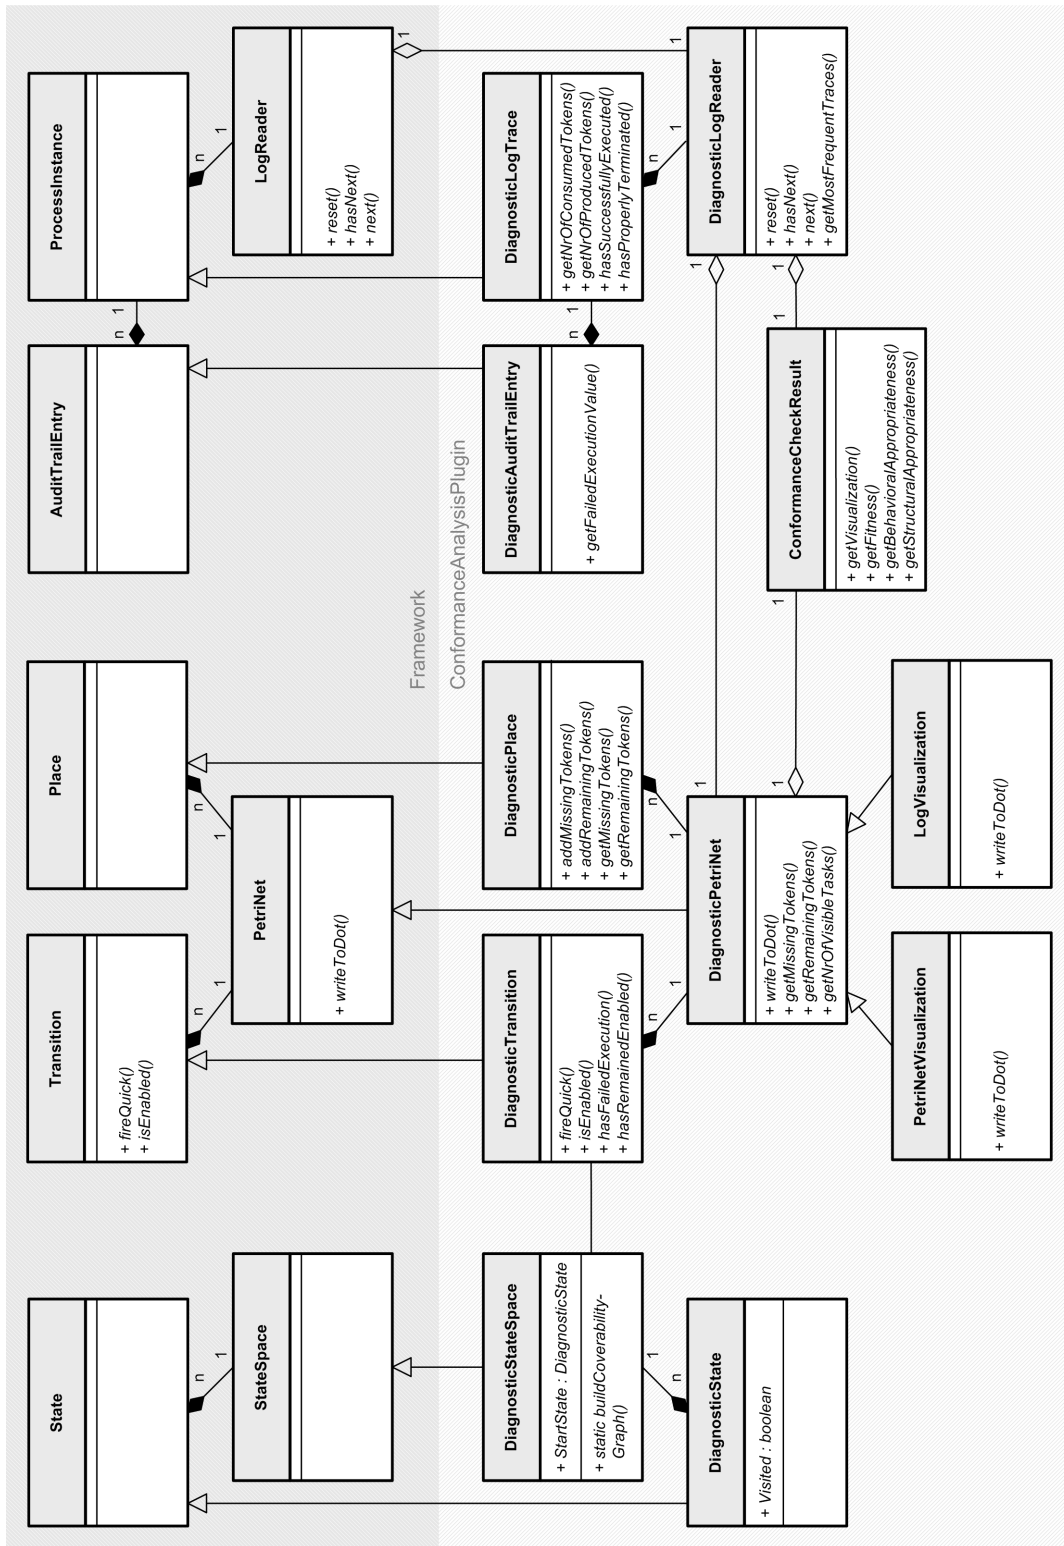 State
Transition
+ fireQuick()
+ isEnabled()
Place
AuditTrailEntry
n
1
ProcessInstance
n
1
n
1
n
1
n
1
StateSpace
PetriNet
+ writeToDot()
LogReader
+ reset()
+ hasNext()
+ next()
1
Framework
ConformanceAnalysisPlugin
DiagnosticStateSpace
+ StartState : DiagnosticState
+ static buildCoverability-
Graph()
DiagnosticTransition
+ fireQuick()
+ isEnabled()
+ hasFailedExecution()
+ hasRemainedEnabled()
DiagnosticPlace
+ addMissingTokens()
+ addRemainingTokens()
+ getMissingTokens()
+ getRemainingTokens()
DiagnosticAuditTrailEntry
+ getFailedExecutionValue()
n
1
DiagnosticLogTrace
+ getNrOfConsumedTokens()
+ getNrOfProducedTokens()
+ hasSuccessfullyExecuted()
+ hasProperlyTerminated()
1
n
n
1
n
1
1
n
1
1
DiagnosticState
+ Visited : boolean
DiagnosticPetriNet
+ writeToDot()
+ getMissingTokens()
+ getRemainingTokens()
+ getNrOfVisibleTasks()
DiagnosticLogReader
+ reset()
+ hasNext()
+ next()
+ getMostFrequentTraces()
1
1
1
1
1
ConformanceCheckResult
+ getVisualization()
+ getFitness()
+ getBehavioralAppropriateness()
+ getStructuralAppropriateness()
PetriNetVisualization
+ writeToDot()
LogVisualization
+ writeToDot()